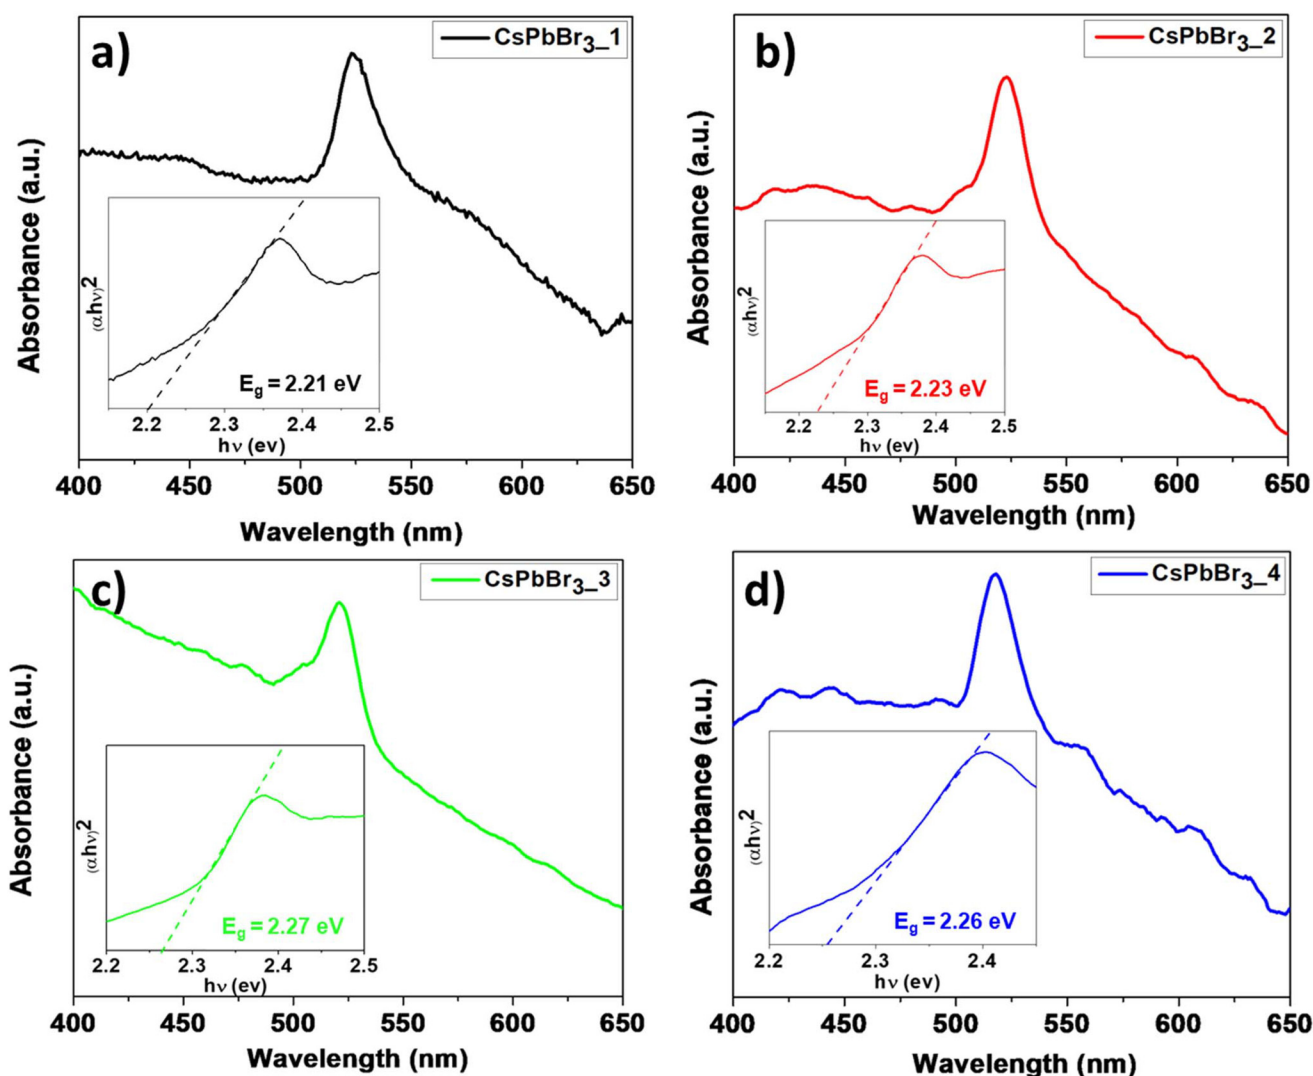 a)
CsPbBr3_1
Absorbance (a.u.)
(αhν)2
Eg = 2.21 eV
2.2 2.3 2.4 2.5
hν (ev)
400 450 500 550 600 650
Wavelength (nm)
b)
CsPbBr3_2
Absorbance (a.u.)
(αhν)2
Eg = 2.23 eV
2.2 2.3 2.4 2.5
hν (ev)
400 450 500 550 600 650
Wavelength (nm)
c)
CsPbBr3_3
Absorbance (a.u.)
(αhν)2
Eg = 2.27 eV
2.2 2.3 2.4 2.5
hν (ev)
400 450 500 550 600 650
Wavelength (nm)
d)
CsPbBr3_4
Absorbance (a.u.)
(αhν)2
Eg = 2.26 eV
2.2 2.3 2.4
hν (ev)
400 450 500 550 600 650
Wavelength (nm)